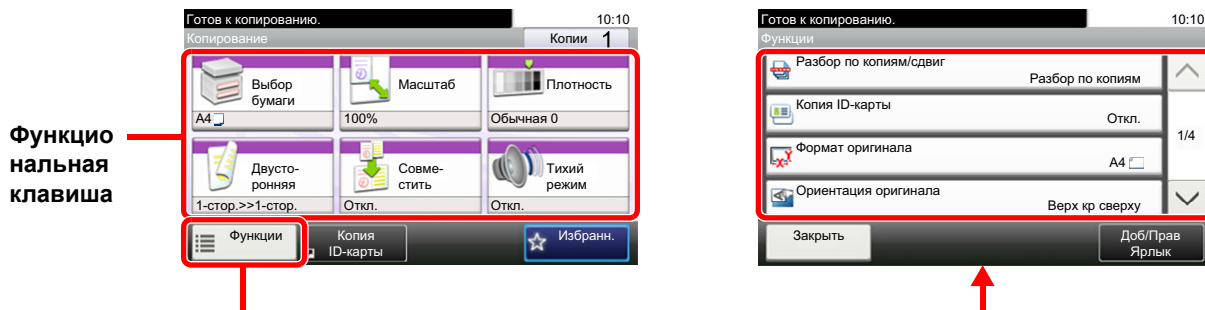 Готов к копированию. 10:10
Копирование Копии 1
Выбор бумаги
A4
Масштаб
100%
Плотность
Обычная 0
Двусто-
ронняя
1-стор.>>1-стор.
Совме-
стить
Откл.
Тихий
режим
Откл.
Функции
Копия
ID-карты
Избранн.
Функцио
нальная
клавиша
Готов к копированию. 10:10
Функции
Разбор по копиям/сдвиг
Разбор по копиям
Копия ID-карты
Откл.
Формат оригинала
A4
Ориентация оригинала
Верх кр сверху
1/4
Закрыть
Доб/Прав
Ярлык